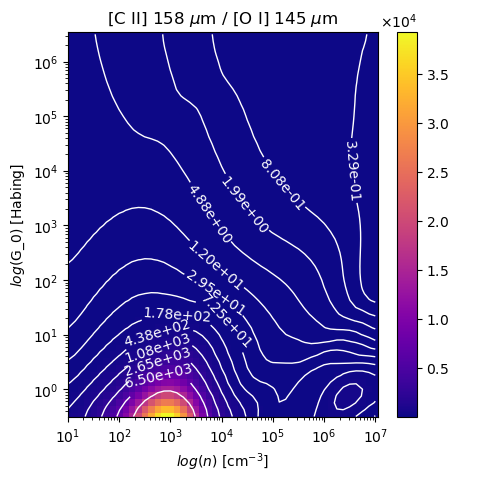 [C II] 158 μm / [O I] 145 μm
×10⁴
log(G_0) [Habing]
10⁶
10⁵
10⁴
10³
10²
10¹
10⁰
3.29e-01
8.08e-01
1.99e+00
4.88e+00
1.20e+01
2.95e+01
7.25e+01
1.78e+02
4.38e+02
1.08e+03
2.65e+03
6.50e+03
3.5
3.0
2.5
2.0
1.5
1.0
0.5
10¹ 10² 10³ 10⁴ 10⁵ 10⁶ 10⁷
log(n) [cm⁻³]